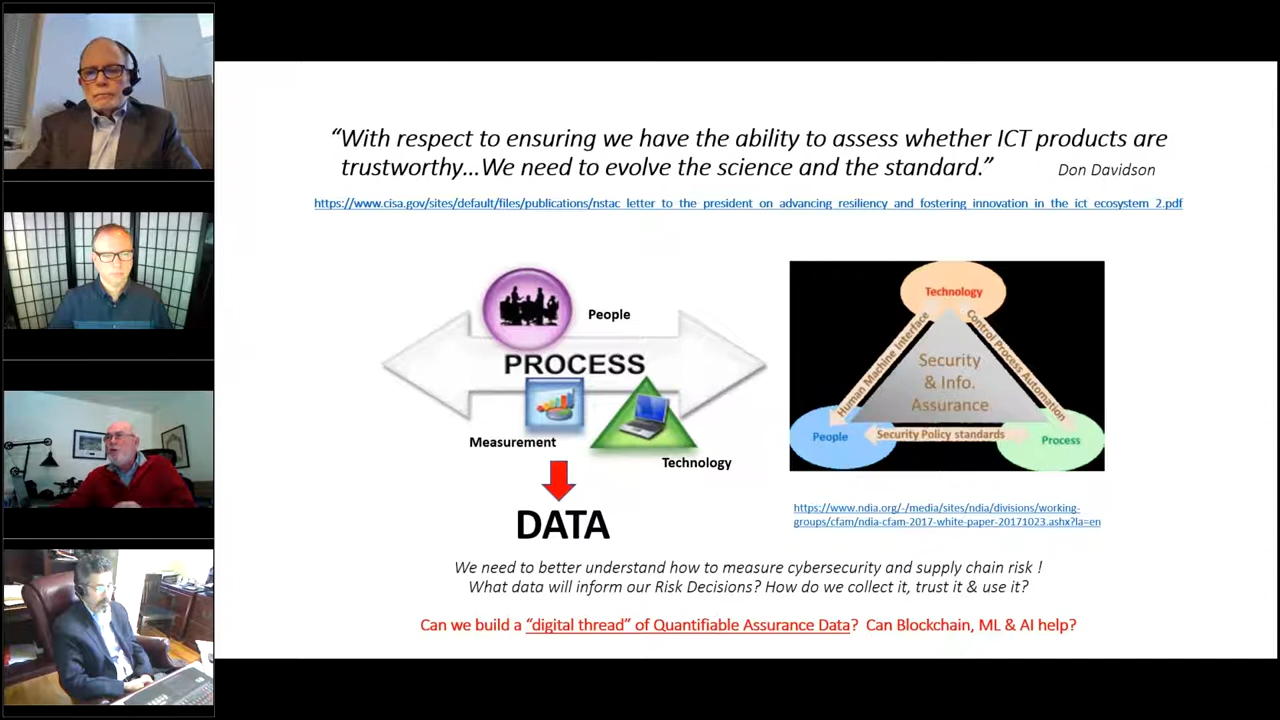 “With respect to ensuring we have the ability to assess whether ICT products are
trustworthy...We need to evolve the science and the standard.”
Don Davidson
https://www.cisa.gov/sites/default/files/publications/nstac_letter_to_the_president_on_advancing_resiliency_and_fostering_innovation_in_the_ict_ecosystem_2.pdf
People
PROCESS
Measurement
Technology
DATA
Technology
Human Machine Interface
Control Process Automation
Security
& Info.
Assurance
People
Security Policy standards
Process
https://www.ndia.org/-/media/sites/ndia/divisions/working-
groups/cfam/ndia-cfam-2017-white-paper-20171023.ashx?la=en
We need to better understand how to measure cybersecurity and supply chain risk !
What data will inform our Risk Decisions? How do we collect it, trust it & use it?
Can we build a “digital thread” of Quantifiable Assurance Data? Can Blockchain, ML & AI help?